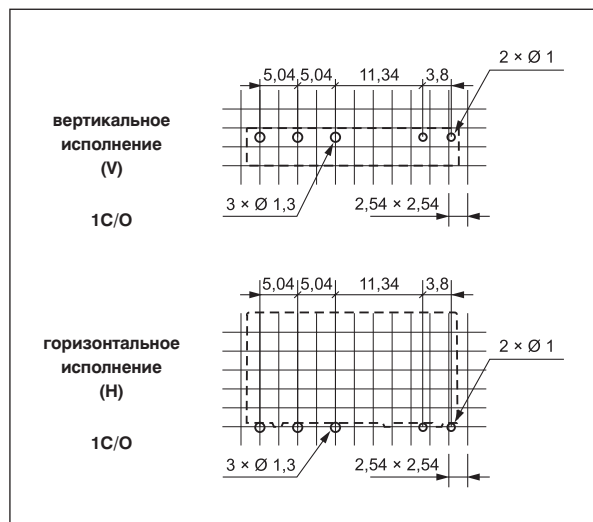 2 × Ø 1
5,04 5,04 11,34 3,8
вертикальное
исполнение
(V)
1C/O
3 × Ø 1,3
2,54 × 2,54
5,04 5,04 11,34 3,8
горизонтальное
исполнение
(H)
2 × Ø 1
1C/O
3 × Ø 1,3
2,54 × 2,54